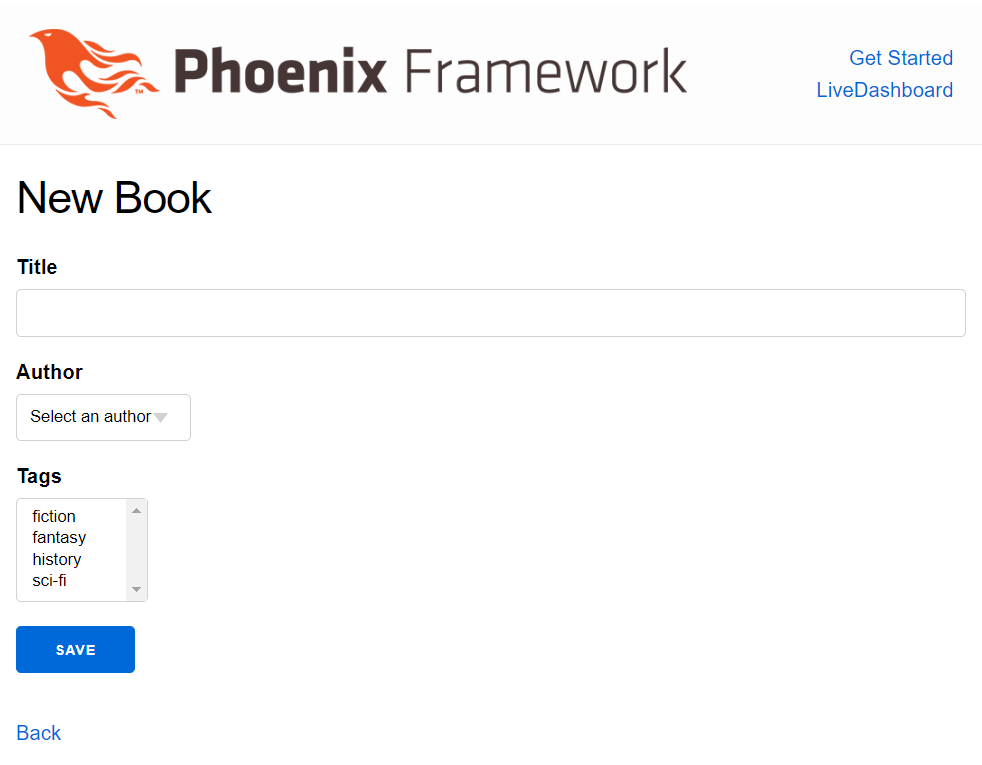 Phoenix Framework
TM
Get Started
LiveDashboard
New Book
Title
Author
Select an author
Tags
fiction
fantasy
history
sci-fi
SAVE
Back